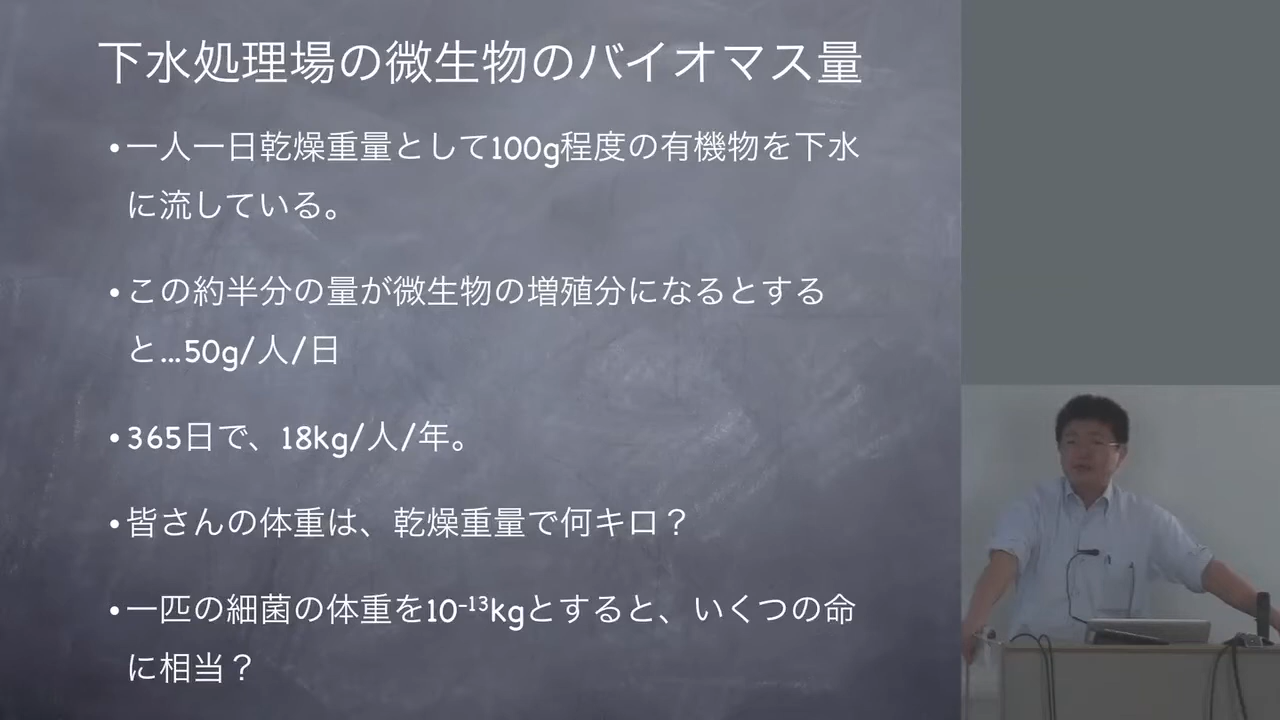 下水処理場の微生物のバイオマス量
•一人一日乾燥重量として100g程度の有機物を下水
に流している。
•この約半分の量が微生物の増殖分になるとする
と...50g/人/日
•365日で、18kg/人/年。
•皆さんの体重は、乾燥重量で何キロ？
•一匹の細菌の体重を10⁻¹³kgとすると、いくつの命
に相当？